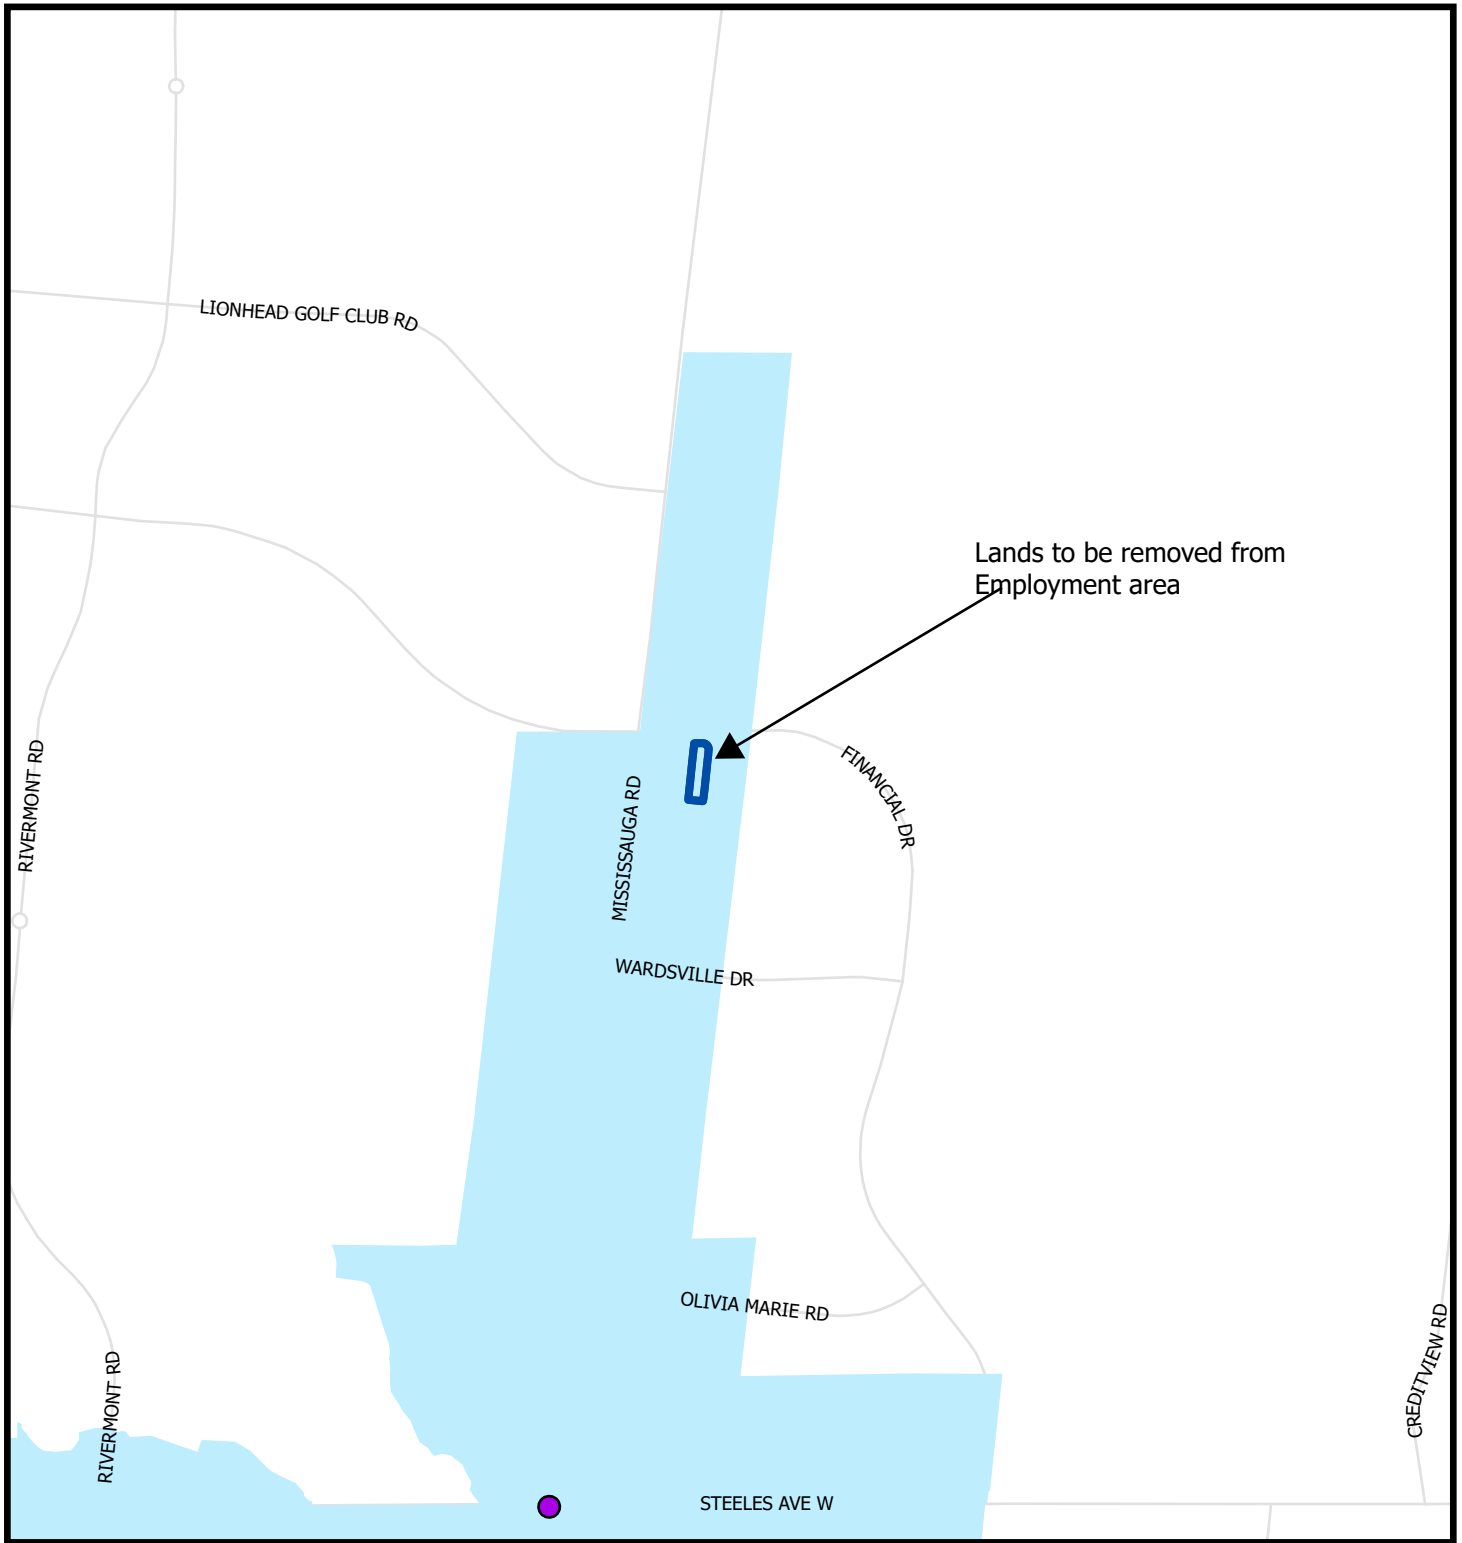 LIONHEAD GOLF CLUB RD
Lands to be removed from
Employment area
RIVERMONT RD
MISSISSAUGA RD
FINANCIAL DR
WARDSVILLE DR
OLIVIA MARIE RD
RIVERMONT RD
CREDITVIEW RD
STEELES AVE W